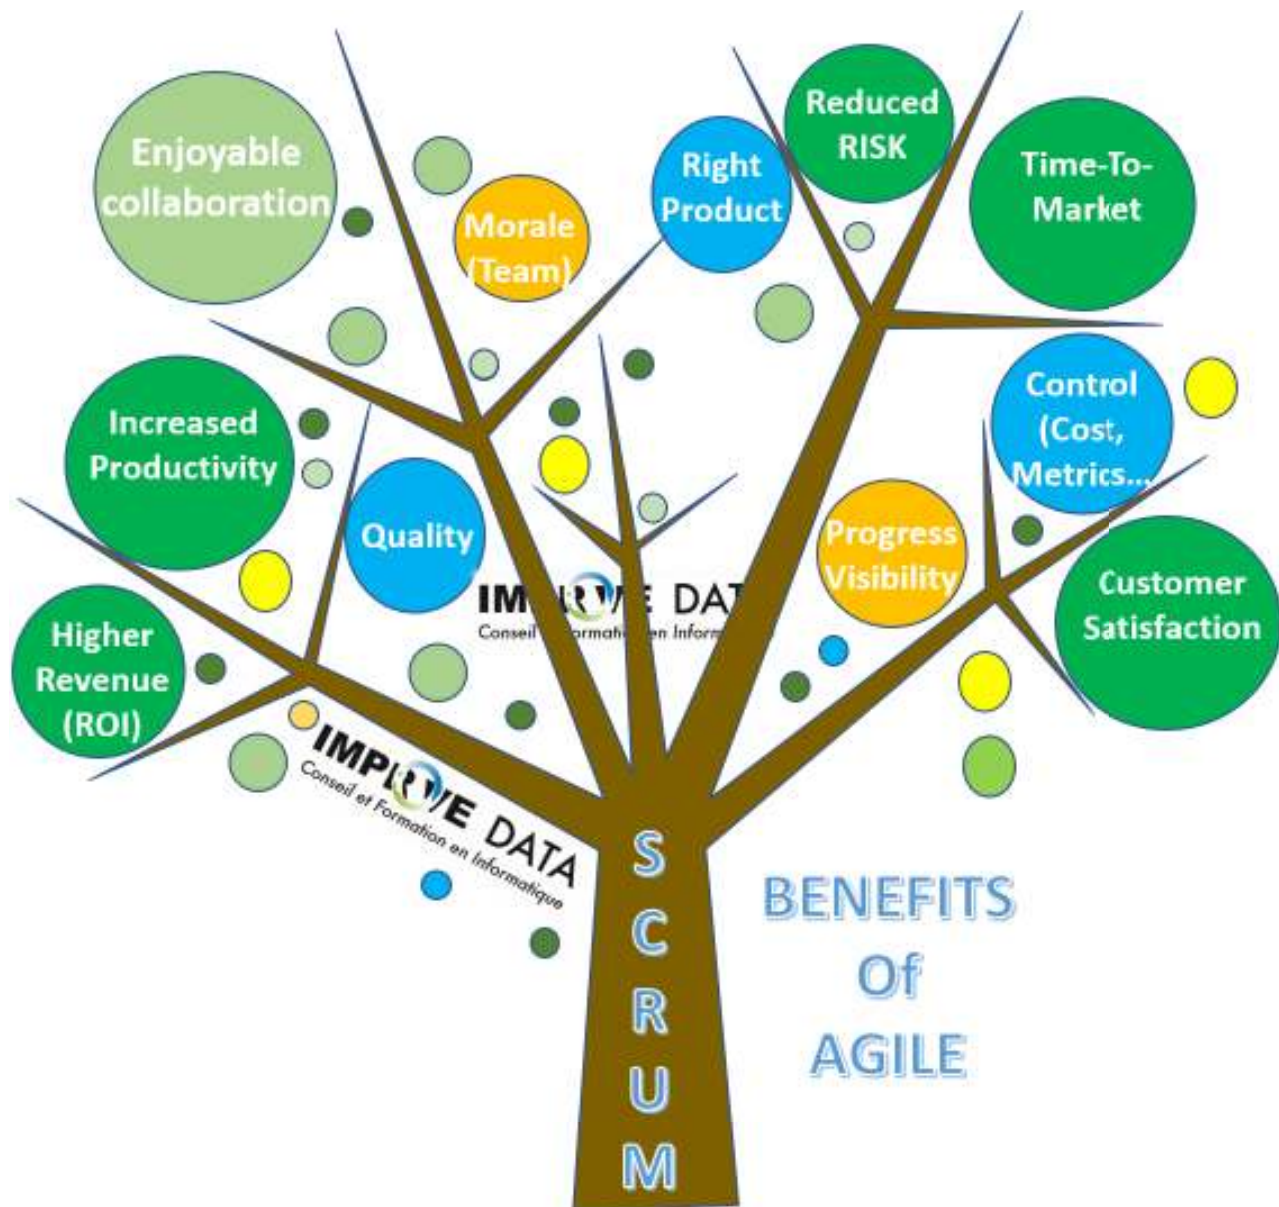 Enjoyable
collaboration
Morale
(Team)
Right
Product
Reduced
RISK
Time-To-
Market
Increased
Productivity
Quality
Control
(Cost,
Metrics...
Progress
Visibility
Customer
Satisfaction
Higher
Revenue
(ROI)
IMPROVE DATA
Conseil et Formation en Informatique
S
C
R
U
M
BENEFITS
Of
AGILE